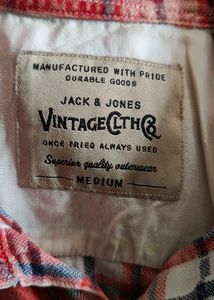 MANUFACTURED WITH PRIDE
DURABLE GOODS
JACK & JONES
VINTAGE CLTH CO.
ONCE TRIED ALWAYS USED
Superior quality outerwear
MEDIUM